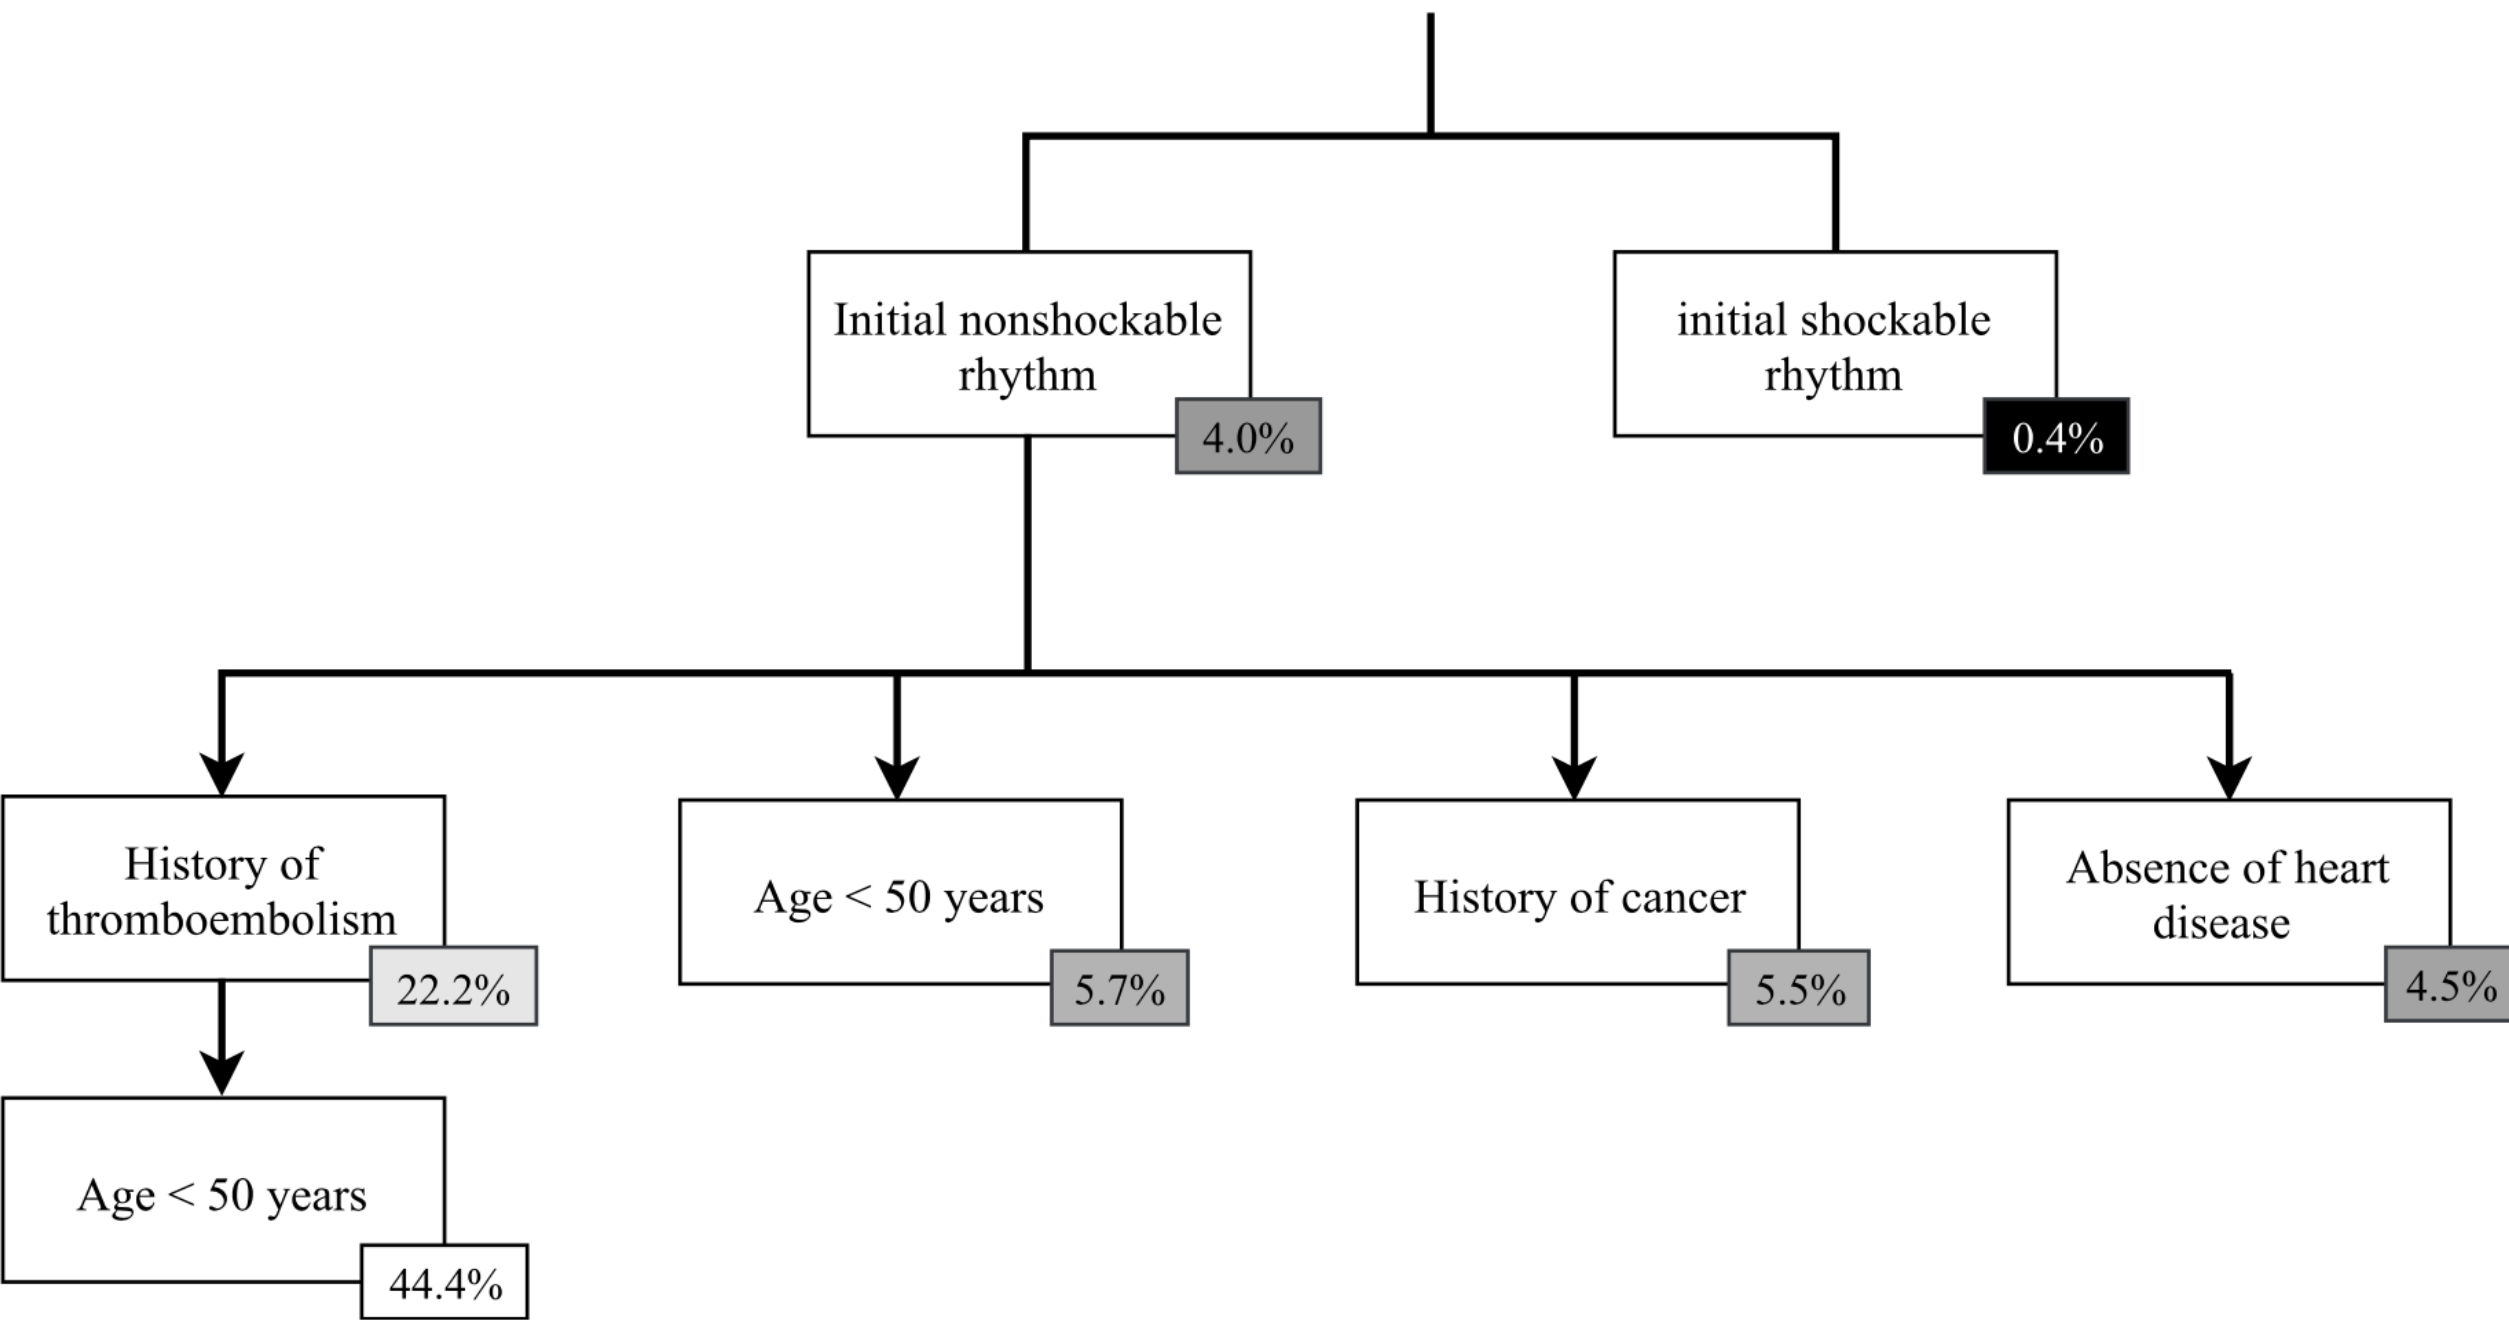 Initial nonshockable
rhythm
4.0%
initial shockable
rhythm
0.4%
History of
thromboembolism
22.2%
Age < 50 years
5.7%
History of cancer
5.5%
Absence of heart
disease
4.5%
Age < 50 years
44.4%